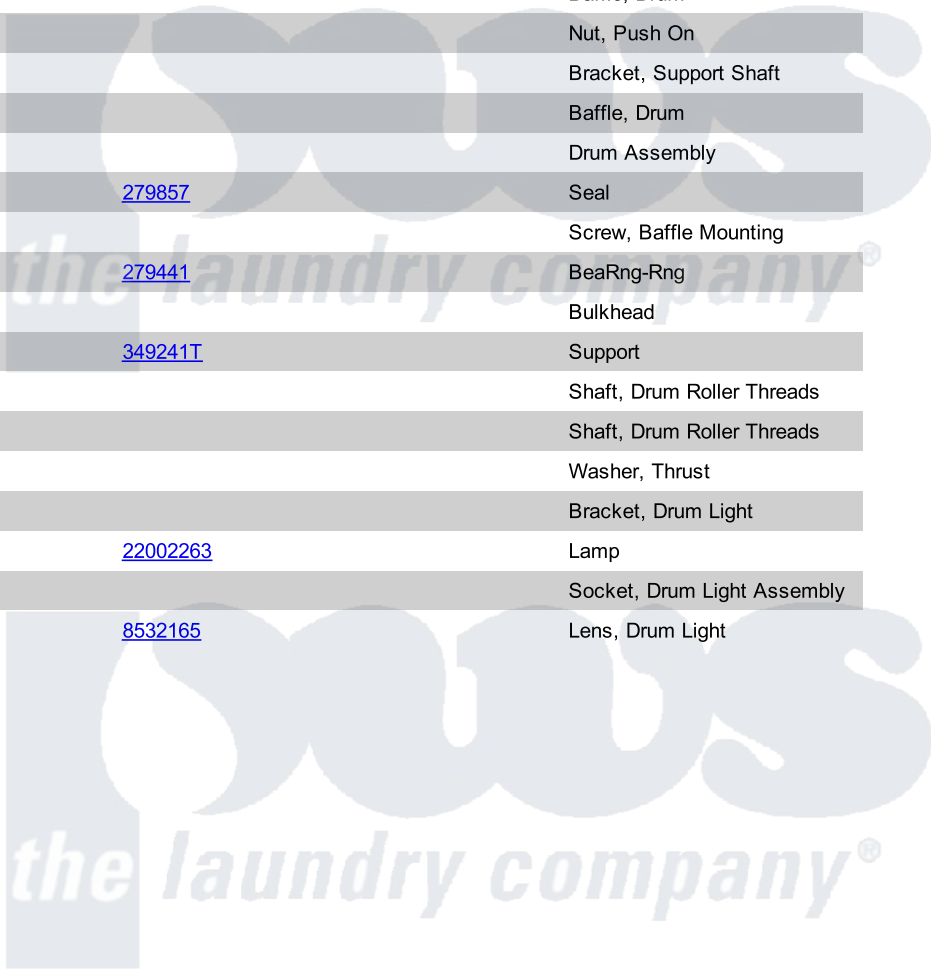 Nut, Push On
Bracket, Support Shaft
Baffle, Drum
Drum Assembly
279857 Seal
Screw, Baffle Mounting
279441 BeaRng-Rng
Bulkhead
349241T Support
Shaft, Drum Roller Threads
Shaft, Drum Roller Threads
Washer, Thrust
Bracket, Drum Light
22002263 Lamp
Socket, Drum Light Assembly
8532165 Lens, Drum Light
pws
the laundry company®
pws
the laundry company®